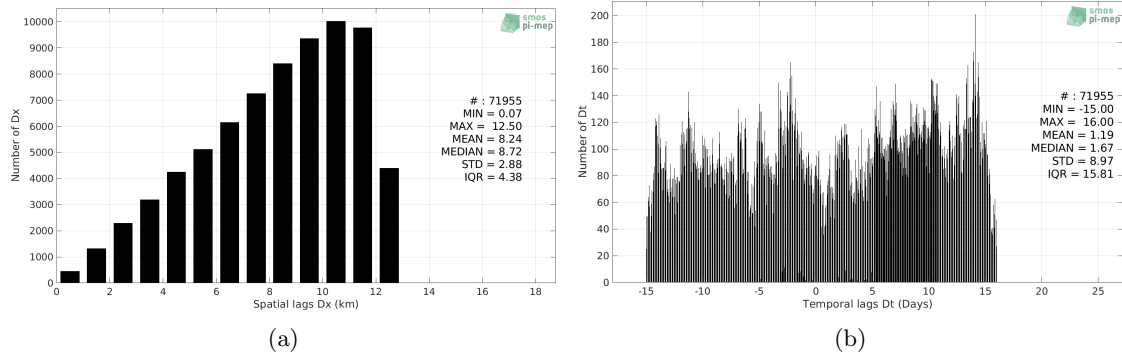 10000
9000
8000
7000
6000
5000
4000
3000
2000
1000
0
Number of Dx
0 2 4 6 8 10 12 14 16 18
Spatial lags Dx (km)
smos
pi-mep
# : 71955
MIN = 0.07
MAX = 12.50
MEAN = 8.24
MEDIAN = 8.72
STD = 2.88
IQR = 4.38
(a)
200
180
160
140
120
100
80
60
40
20
0
Number of Dt
-15 -10 -5 0 5 10 15 20 25
Temporal lags Dt (Days)
smos
pi-mep
# : 71955
MIN = -15.00
MAX = 16.00
MEAN = 1.19
MEDIAN = 1.67
STD = 8.97
IQR = 15.81
(b)